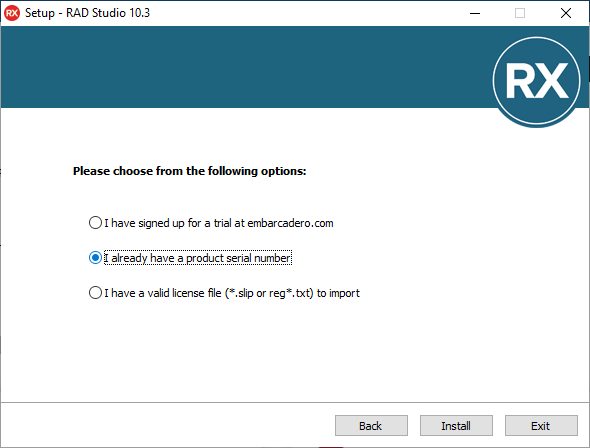 RX Setup - RAD Studio 10.3
RX
Please choose from the following options:
I have signed up for a trial at embarcadero.com
I already have a product serial number
I have a valid license file (*.slip or reg*.txt) to import
Back Install Exit